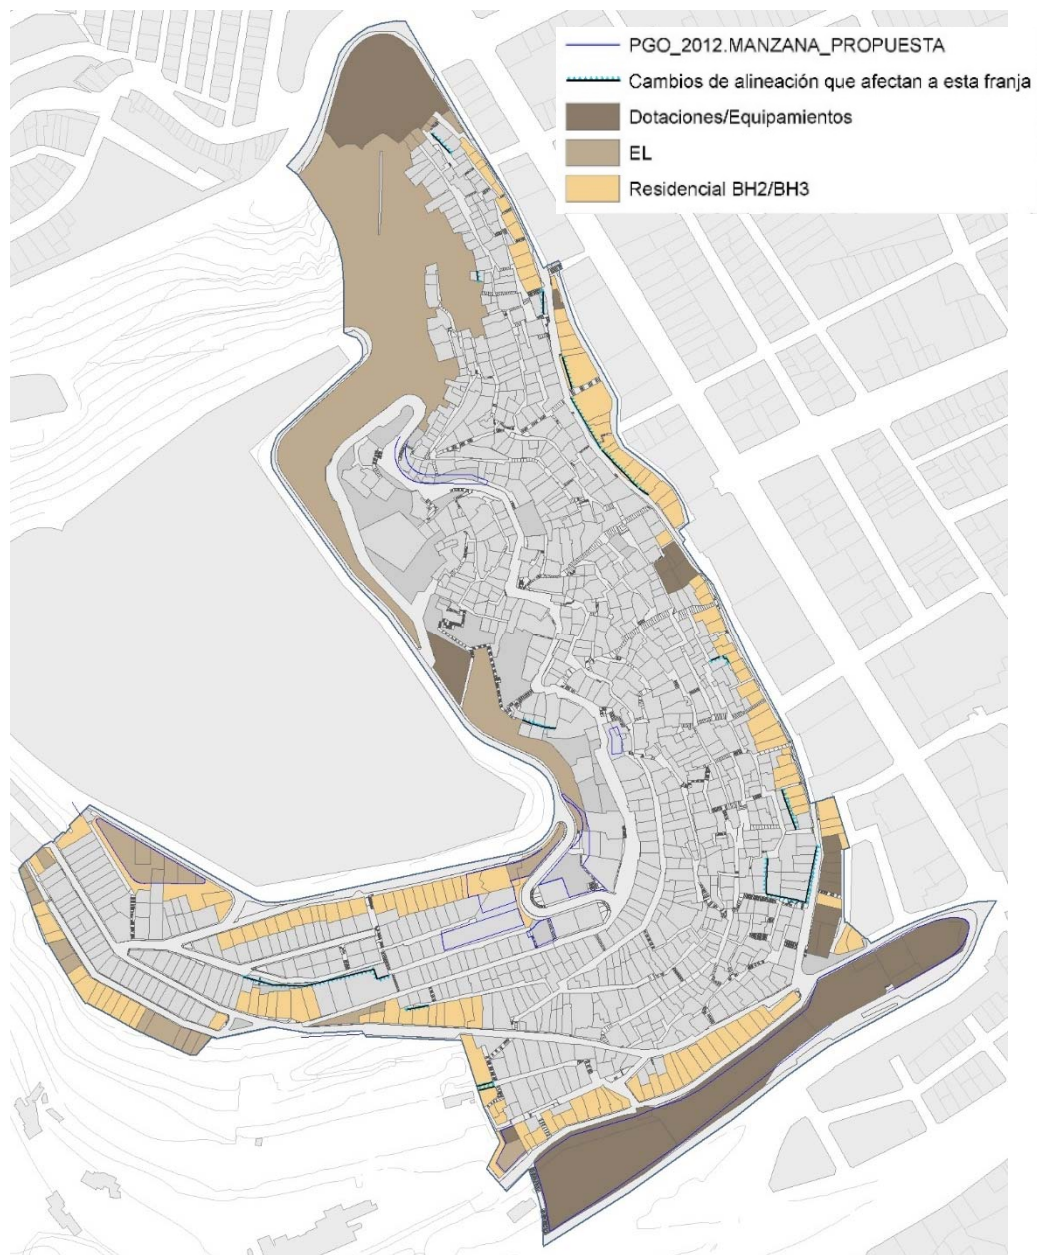 PGO_2012.MANZANA_PROPUESTA
Cambios de alineación que afectan a esta franja
Dotaciones/Equipamientos
EL
Residencial BH2/BH3